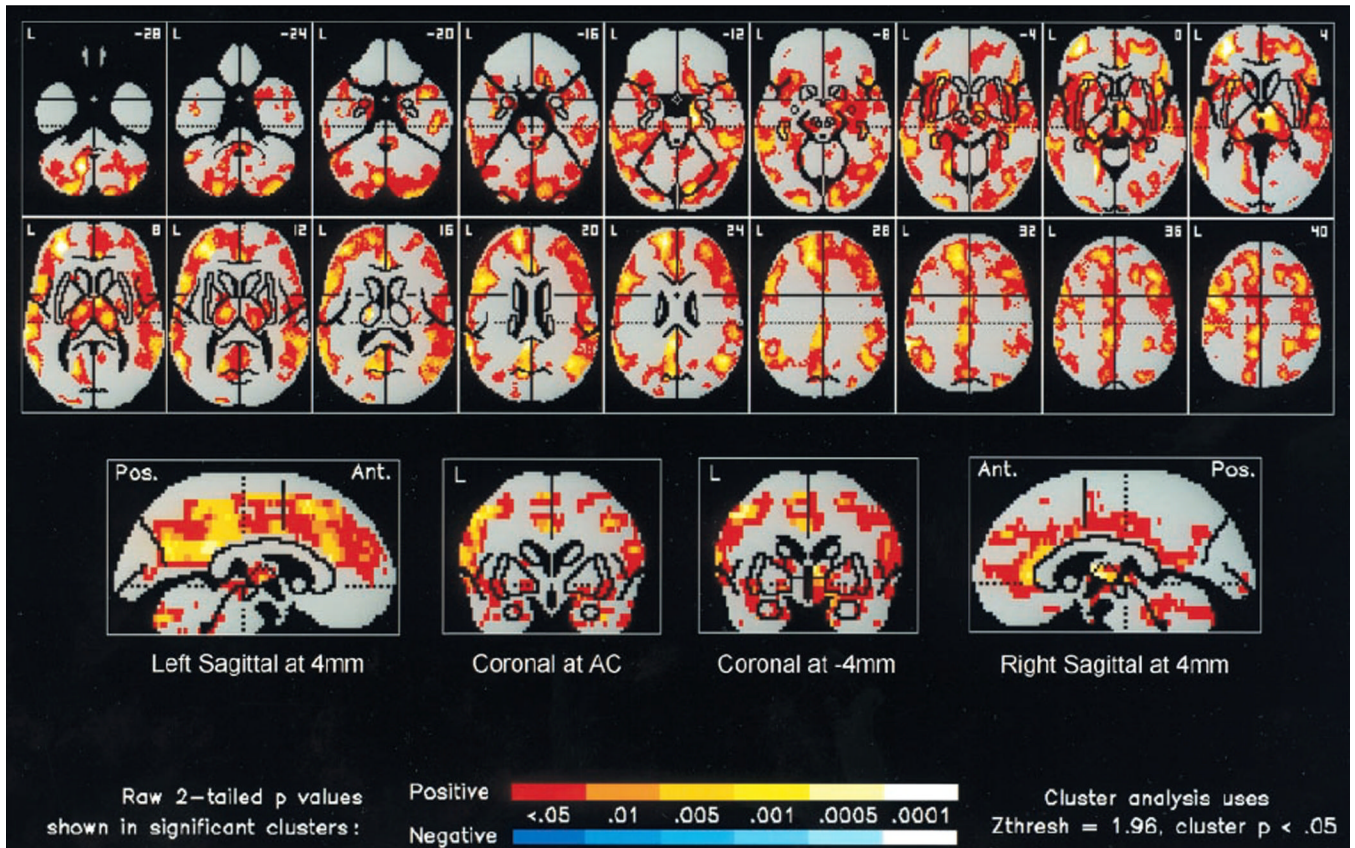 L -28 L -24 L -20 L -16 L -12 L -8 L -4 L 0 L 4
L 8 L 12 L 16 L 20 L 24 L 28 L 32 L 36 L 40
Pos. Ant. L L Ant. Pos.
Left Sagittal at 4mm Coronal at AC Coronal at -4mm Right Sagittal at 4mm
Raw 2-tailed p values
shown in significant clusters:
Positive
<.05 .01 .005 .001 .0005 .0001
Negative
Cluster analysis uses
Zthresh = 1.96, cluster p < .05